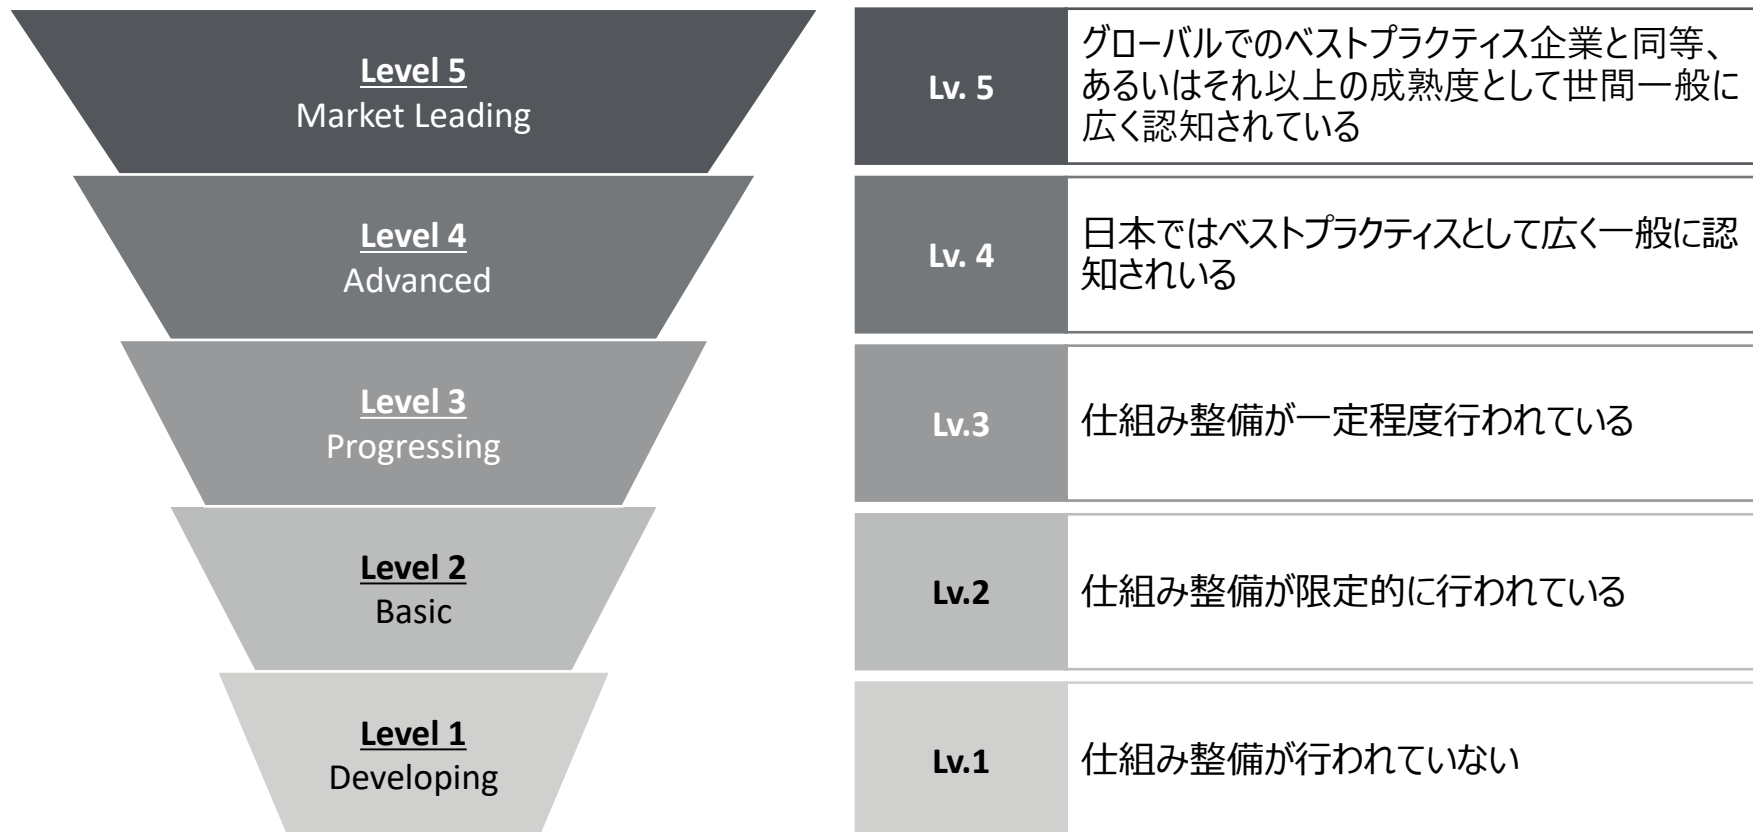 Level 5
Market Leading
Lv. 5
グローバルでのベストプラクティス企業と同等、
あるいはそれ以上の成熟度として世間一般に
広く認知されている
Level 4
Advanced
Lv. 4
日本ではベストプラクティスとして広く一般に認
知されいる
Level 3
Progressing
Lv.3
仕組み整備が一定程度行われている
Level 2
Basic
Lv.2
仕組み整備が限定的に行われている
Level 1
Developing
Lv.1
仕組み整備が行われていない